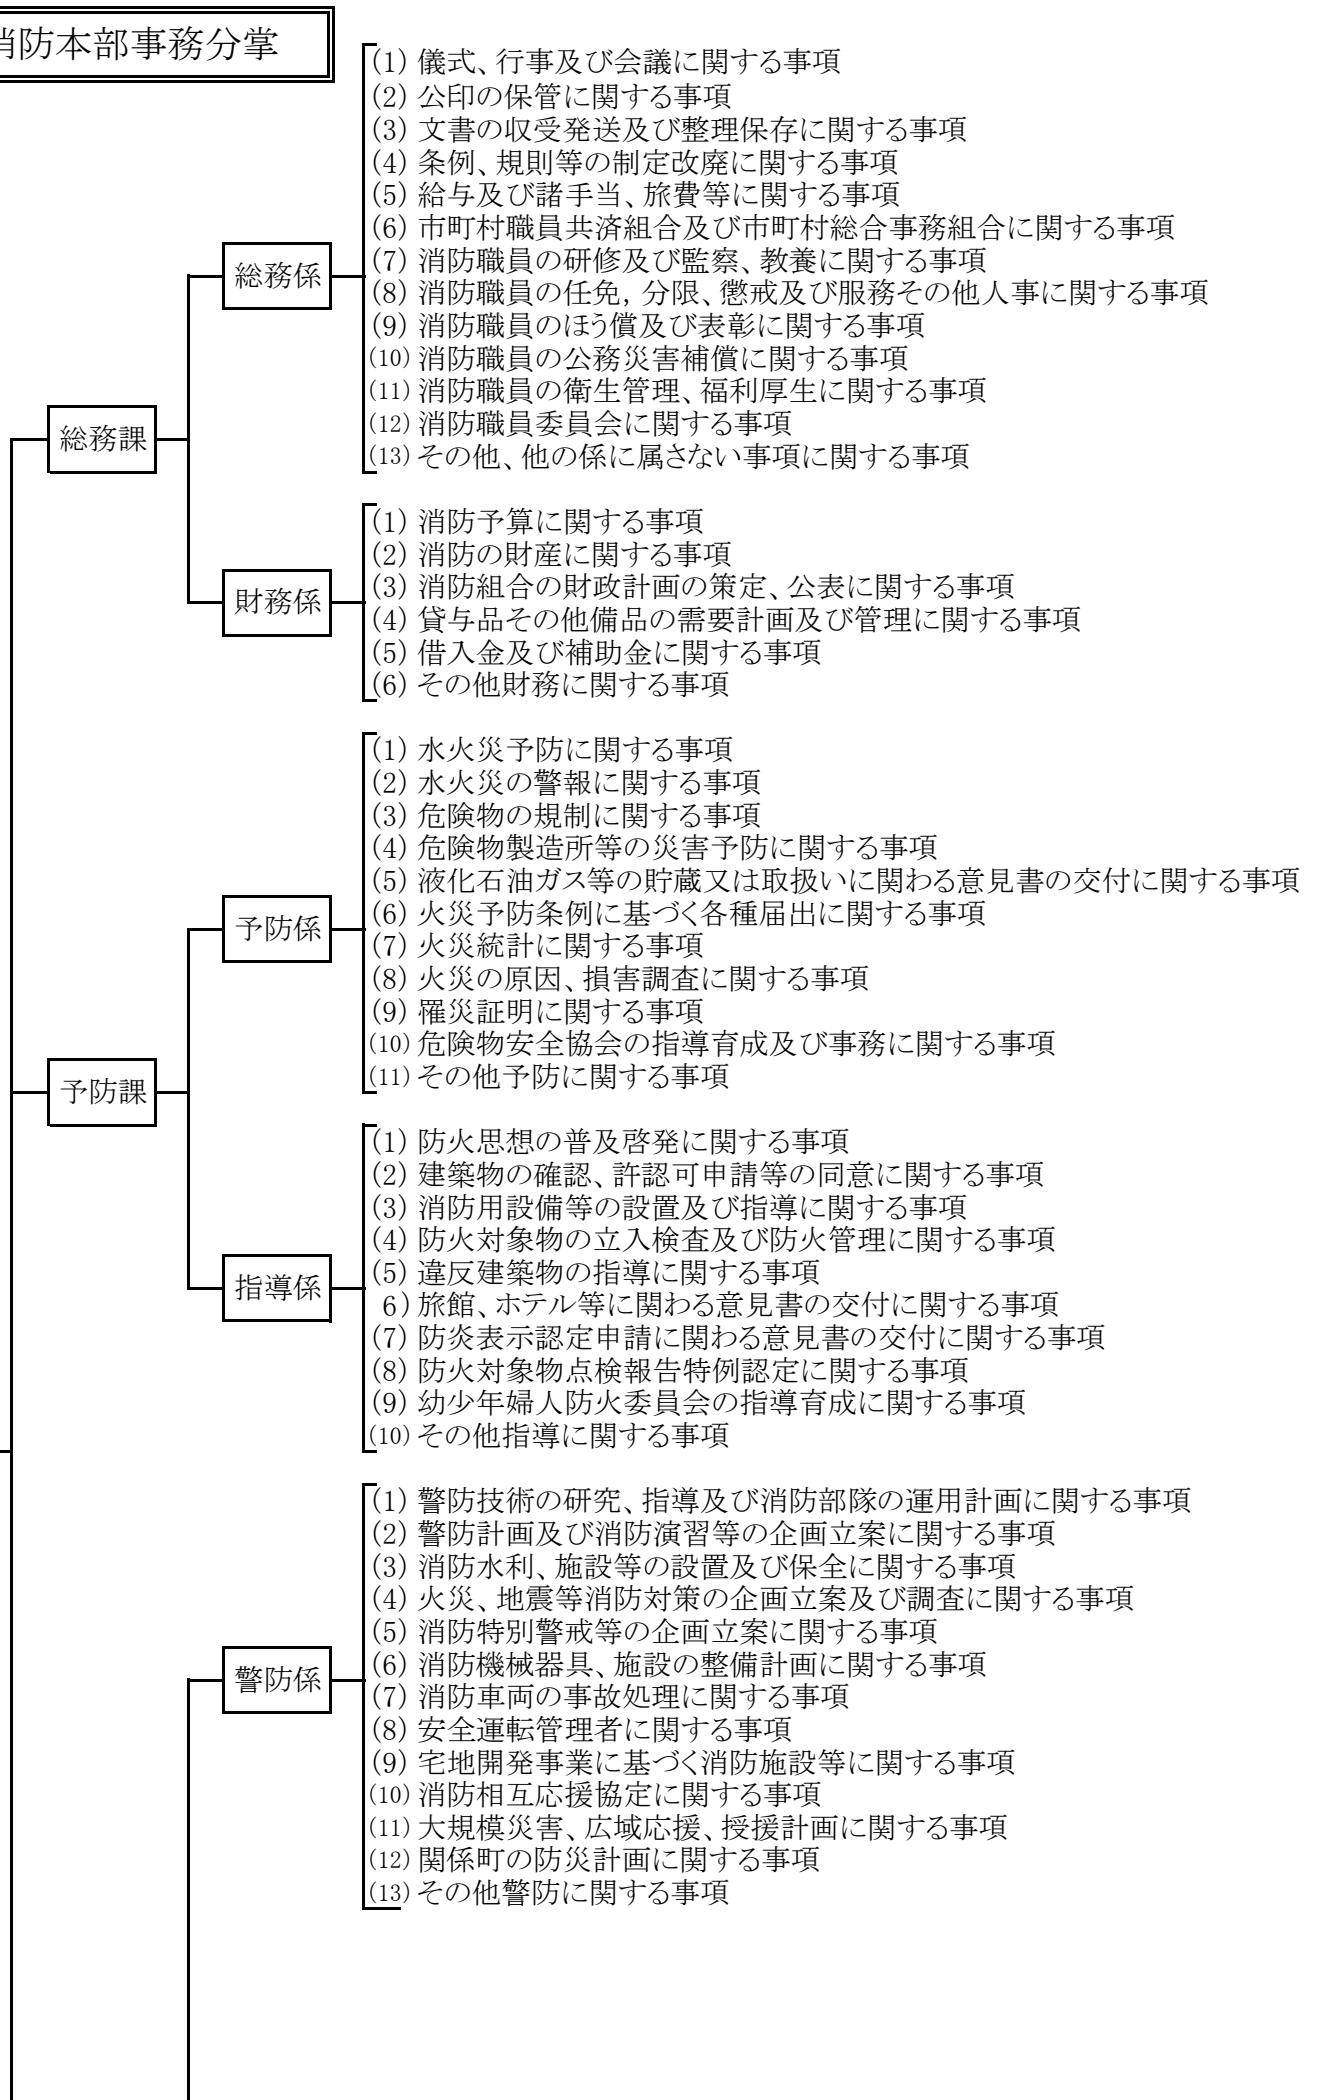 消防本部事務分掌
(1) 儀式、行事及び会議に関する事項
(2) 公印の保管に関する事項
(3) 文書の収受発送及び整理保存に関する事項
(4) 条例、規則等の制定改廃に関する事項
(5) 給与及び諸手当、旅費等に関する事項
(6) 市町村職員共済組合及び市町村総合事務組合に関する事項
(7) 消防職員の研修及び監察、教養に関する事項
総務係
(8) 消防職員の任免,分限、懲戒及び服務その他人事に関する事項
(9) 消防職員のほう償及び表彰に関する事項
(10) 消防職員の公務災害補償に関する事項
(11) 消防職員の衛生管理、福利厚生に関する事項
(12) 消防職員委員会に関する事項
総務課
(13) その他、他の係に属さない事項に関する事項
(1) 消防予算に関する事項
(2) 消防の財産に関する事項
(3) 消防組合の財政計画の策定、公表に関する事項
財務係
(4) 貸与品その他備品の需要計画及び管理に関する事項
(5) 借入金及び補助金に関する事項
(6) その他財務に関する事項
(1) 水火災予防に関する事項
(2) 水火災の警報に関する事項
(3) 危険物の規制に関する事項
(4) 危険物製造所等の災害予防に関する事項
(5) 液化石油ガス等の貯蔵又は取扱いに関わる意見書の交付に関する事項
(6) 火災予防条例に基づく各種届出に関する事項
予防係
(7) 火災統計に関する事項
(8) 火災の原因、損害調査に関する事項
(9) 罹災証明に関する事項
(10) 危険物安全協会の指導育成及び事務に関する事項
(11) その他予防に関する事項
予防課
(1) 防火思想の普及啓発に関する事項
(2) 建築物の確認、許認可申請等の同意に関する事項
(3) 消防用設備等の設置及び指導に関する事項
(4) 防火対象物の立入検査及び防火管理に関する事項
(5) 違反建築物の指導に関する事項
指導係
6) 旅館、ホテル等に関わる意見書の交付に関する事項
(7) 防炎表示認定申請に関わる意見書の交付に関する事項
(8) 防火対象物点検報告特例認定に関する事項
(9) 幼少年婦人防火委員会の指導育成に関する事項
(10) その他指導に関する事項
(1) 警防技術の研究、指導及び消防部隊の運用計画に関する事項
(2) 警防計画及び消防演習等の企画立案に関する事項
(3) 消防水利、施設等の設置及び保全に関する事項
(4) 火災、地震等消防対策の企画立案及び調査に関する事項
(5) 消防特別警戒等の企画立案に関する事項
(6) 消防機械器具、施設の整備計画に関する事項
警防係
(7) 消防車両の事故処理に関する事項
(8) 安全運転管理者に関する事項
(9) 宅地開発事業に基づく消防施設等に関する事項
(10) 消防相互応援協定に関する事項
(11) 大規模災害、広域応援、授援計画に関する事項
(12) 関係町の防災計画に関する事項
(13) その他警防に関する事項